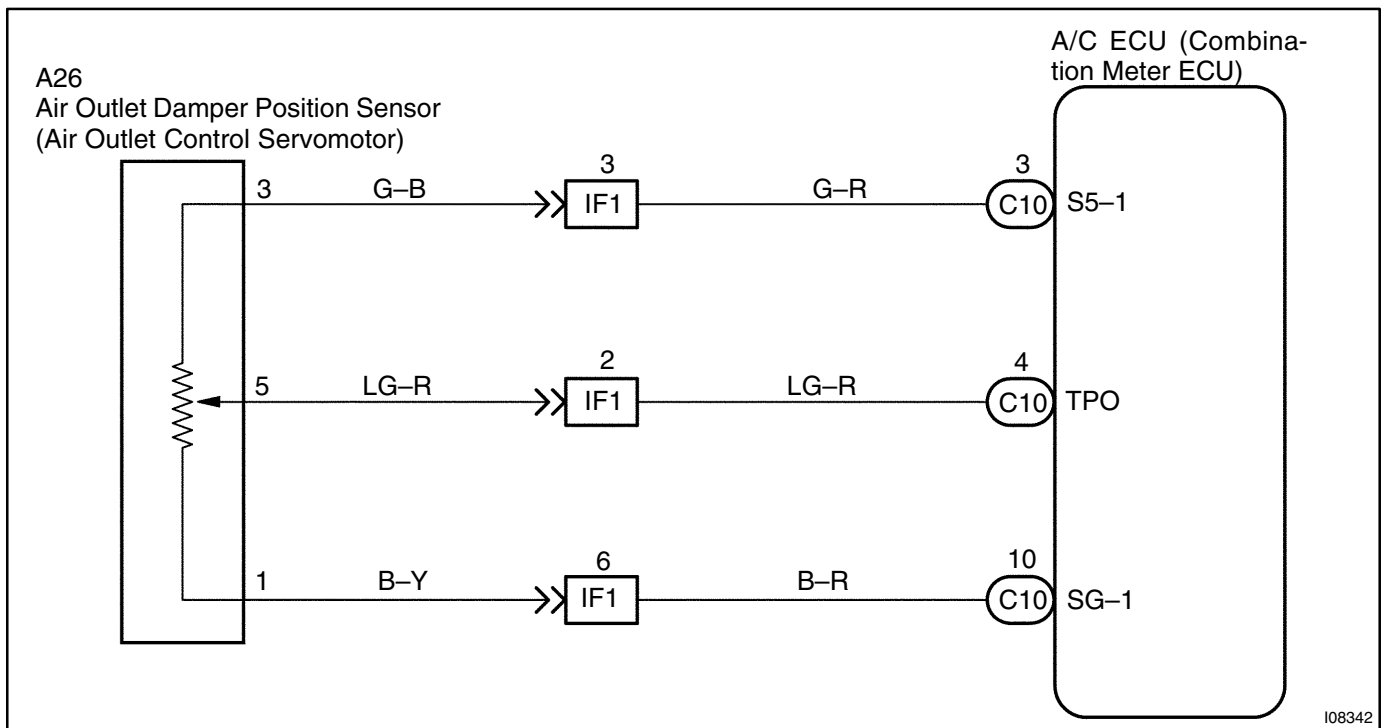 A/C ECU (Combina-
tion Meter ECU)
A26
Air Outlet Damper Position Sensor
(Air Outlet Control Servomotor)
3 G–B 3 IF1 G–R 3 C10 S5–1
5 LG–R 2 IF1 LG–R 4 C10 TPO
1 B–Y 6 IF1 B–R 10 C10 SG–1
I08342